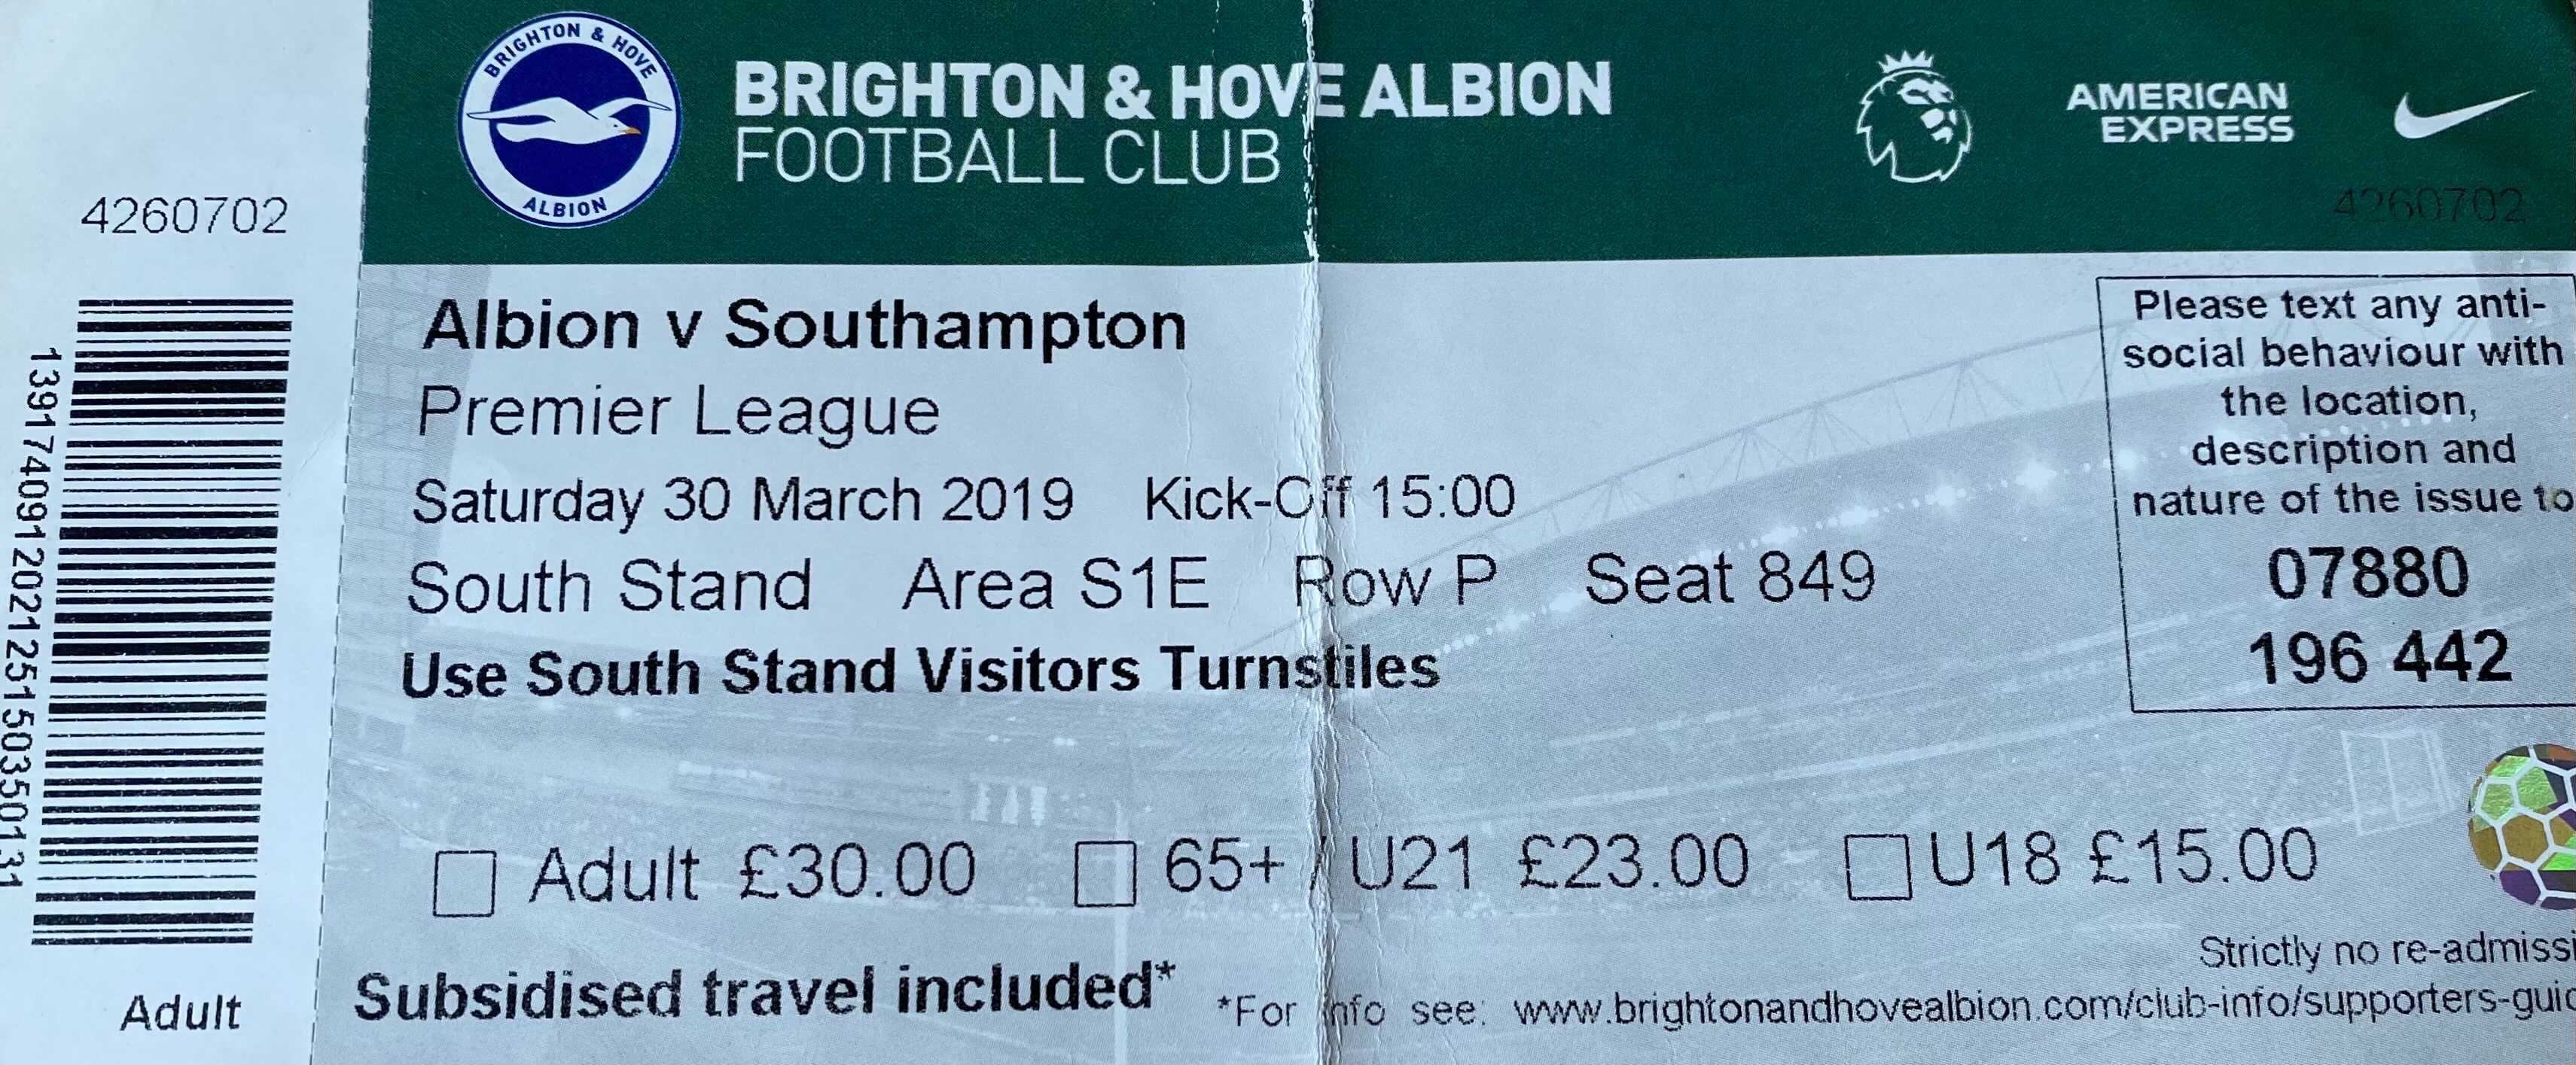 BRIGHTON & HOVE
ALBION
BRIGHTON & HOVE ALBION
FOOTBALL CLUB
AMERICAN
EXPRESS
4260702
4260702
Albion v Southampton
Premier League
Saturday 30 March 2019 Kick-Off 15:00
South Stand Area S1E Row P Seat 849
Use South Stand Visitors Turnstiles
Please text any anti-
social behaviour with
the location,
description and
nature of the issue to
07880
196 442
Adult £30.00 65+ / U21 £23.00 U18 £15.00
Strictly no re-admissi
Subsidised travel included* *For info see: www.brightonandhovealbion.com/club-info/supporters-guid
Adult
139174091202125150350131